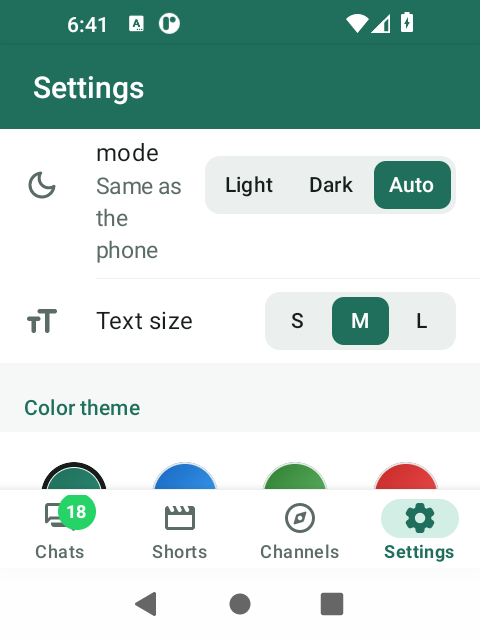 6:41
A
Settings
mode
Same as
the
phone
Light Dark Auto
Text size
S M L
Color theme
18
Chats Shorts Channels Settings